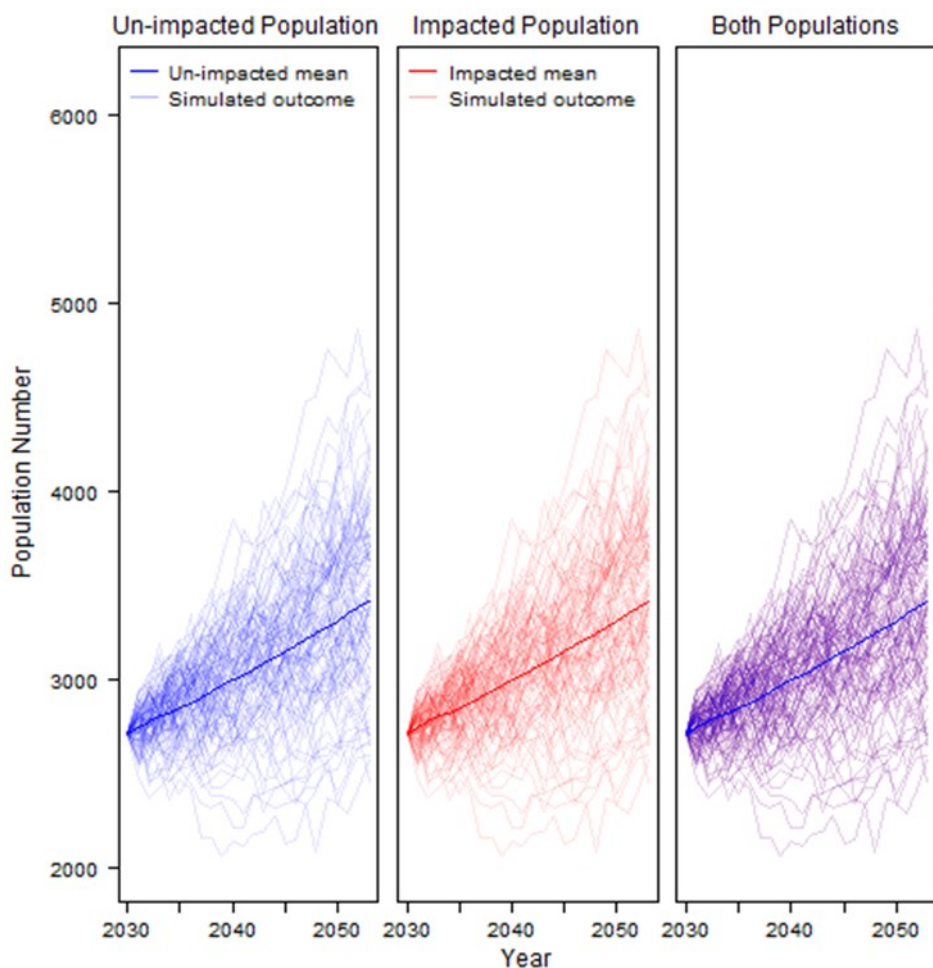 Un-impacted Population
Impacted Population
Both Populations
Un-impacted mean
Simulated outcome
Impacted mean
Simulated outcome
6000
5000
4000
3000
2000
Population Number
2030 2040 2050
2030 2040 2050
2030 2040 2050
Year